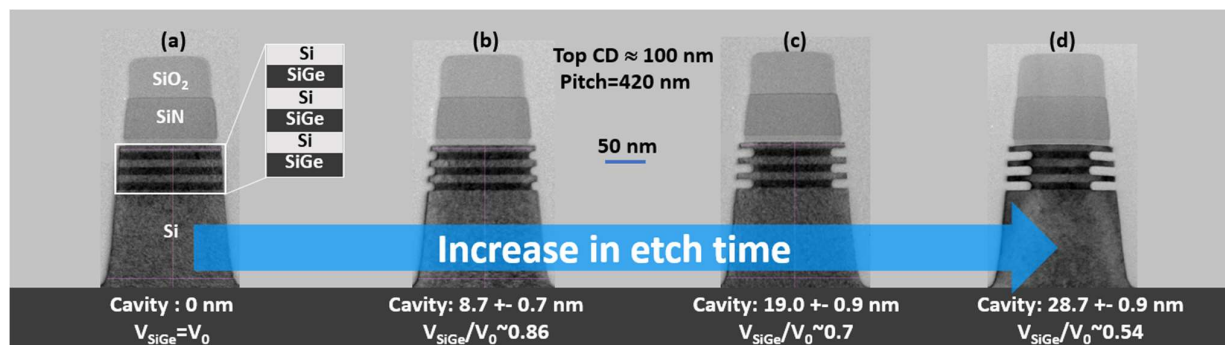 (a)
SiO2
SiN
Si
Si
SiGe
Si
SiGe
Si
SiGe
(b)
Top CD ≈ 100 nm
Pitch=420 nm
50 nm
(c)
(d)
Increase in etch time
Cavity : 0 nm
VSiGe=V0
Cavity: 8.7 +- 0.7 nm
VSiGe/V0~0.86
Cavity: 19.0 +- 0.9 nm
VSiGe/V0~0.7
Cavity: 28.7 +- 0.9 nm
VSiGe/V0~0.54